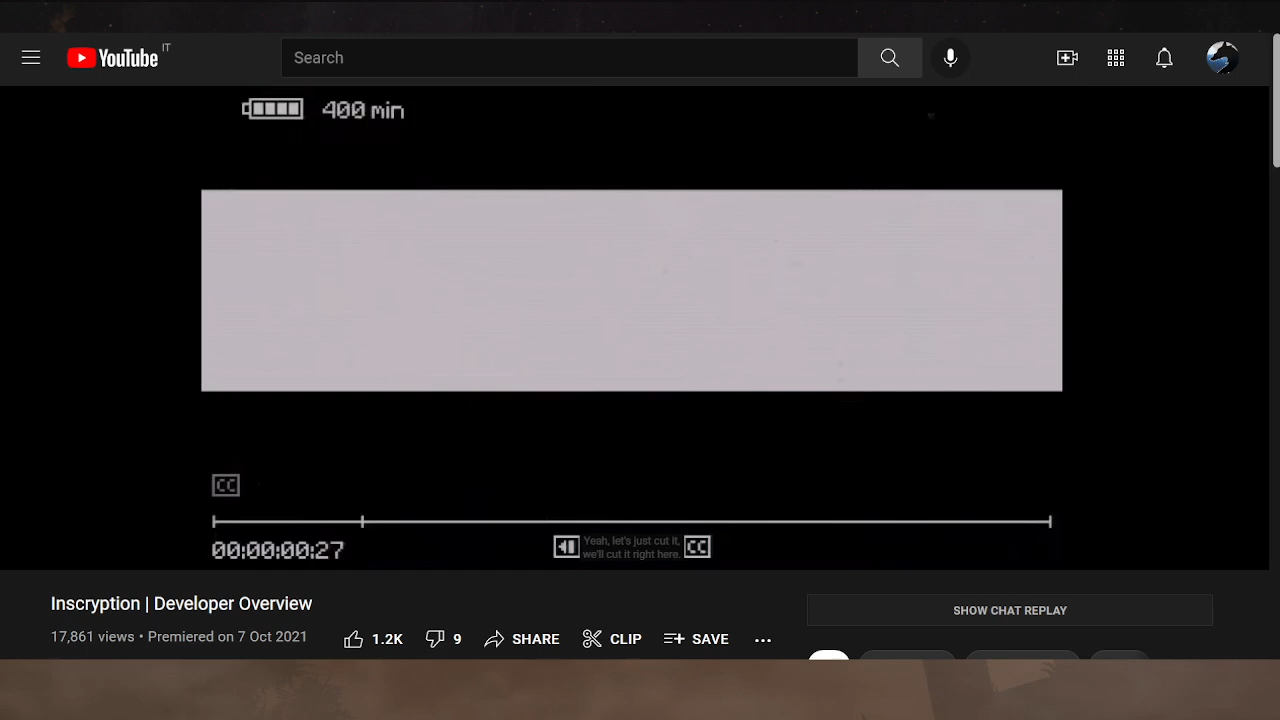 YouTube IT
Search
400 min
CC
00:00:00:27
Yeah, let's just cut it,
we'll cut it right here.
CC
Inscryption | Developer Overview
17,861 views • Premiered on 7 Oct 2021
1.2K
9
SHARE
CLIP
SAVE
SHOW CHAT REPLAY